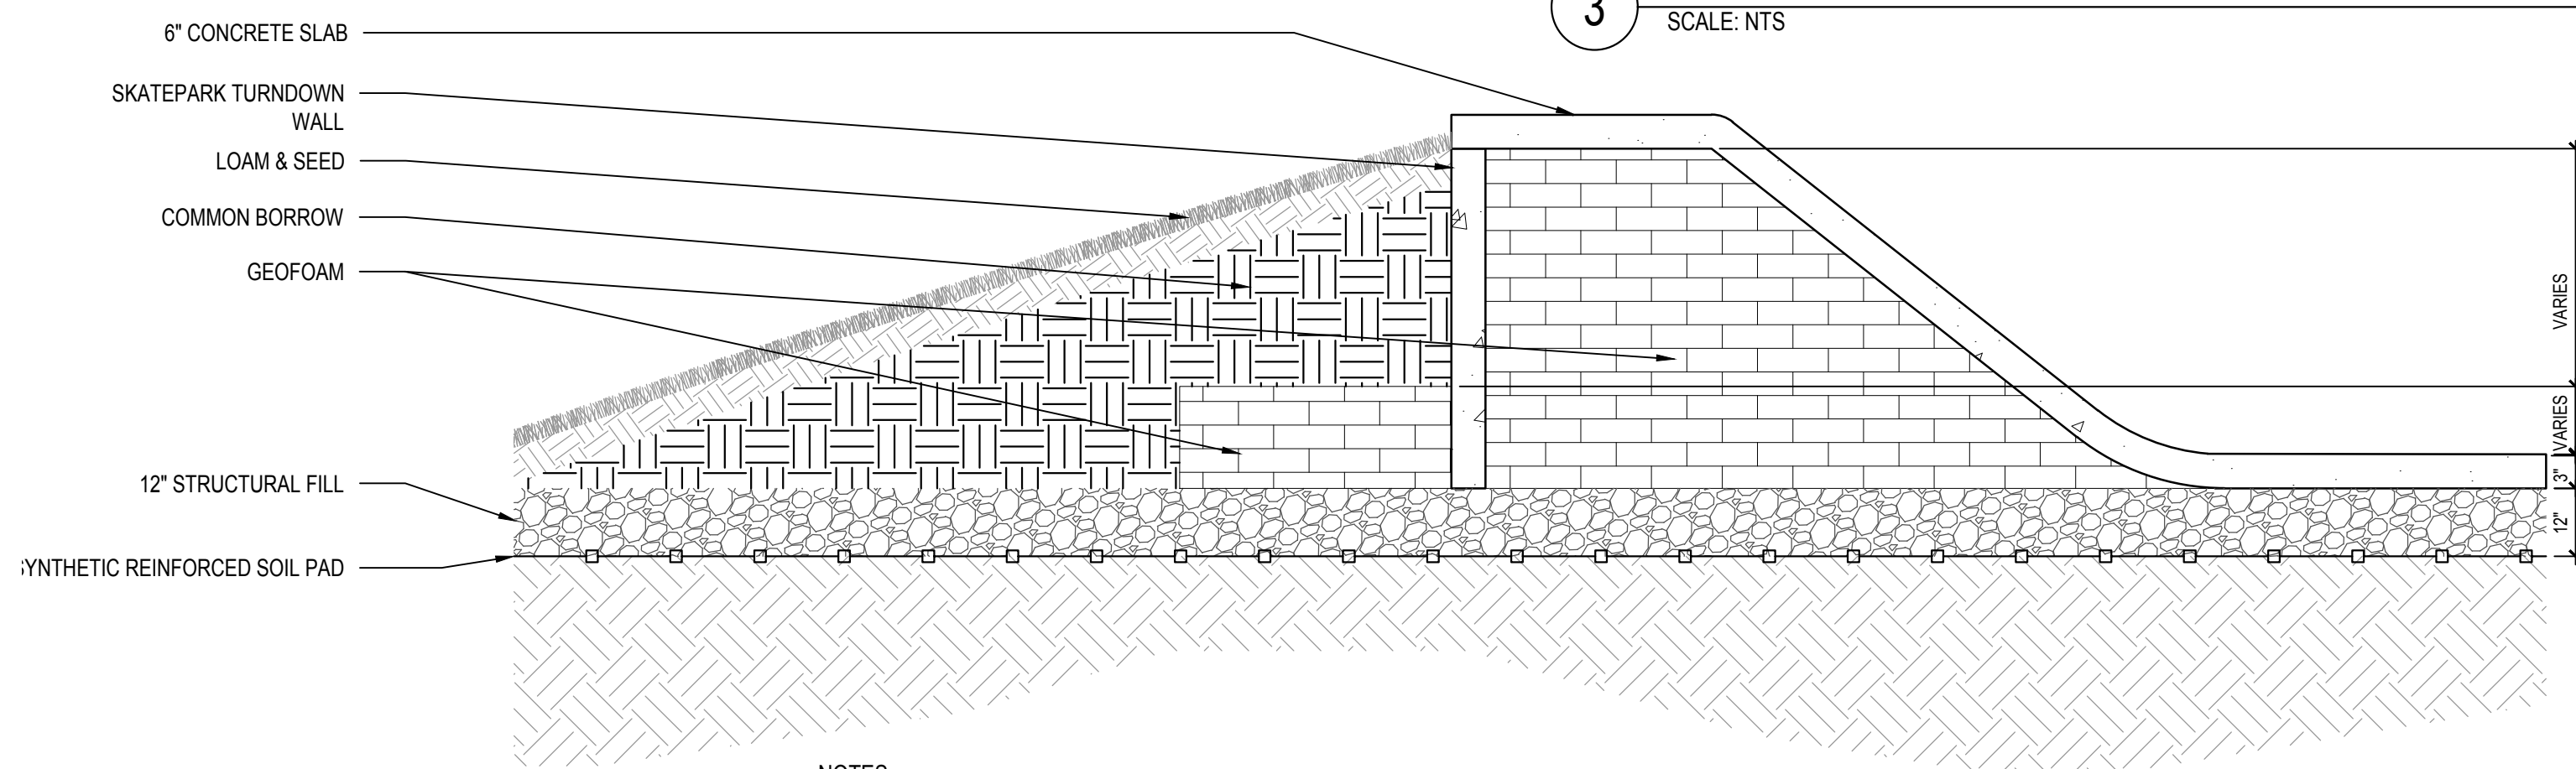 3
SCALE: NTS
6" CONCRETE SLAB
SKATEPARK TURNDOWN
WALL
LOAM & SEED
COMMON BORROW
GEOFOAM
12" STRUCTURAL FILL
YNTHETIC REINFORCED SOIL PAD
VARIES
VARIES
3"
12"
NOTES